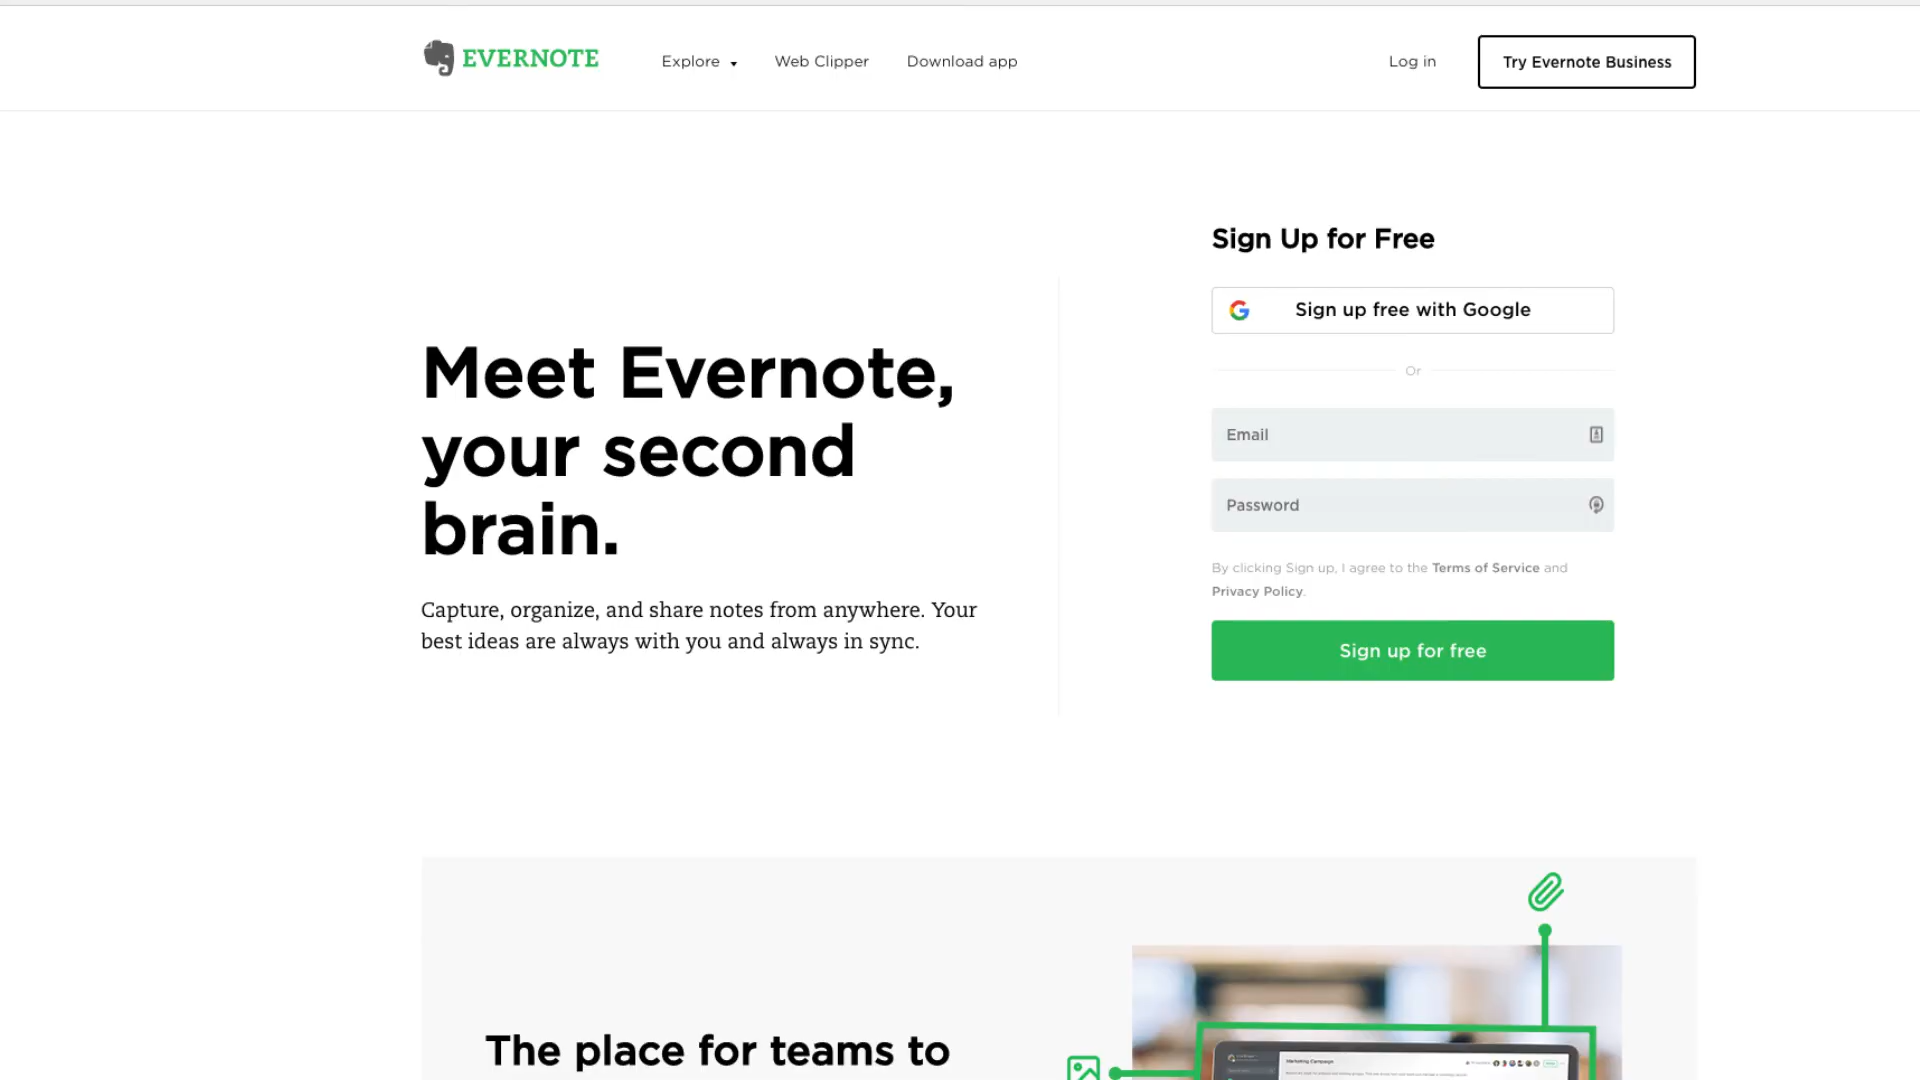 EVERNOTE
Explore
Web Clipper
Download app
Log in
Try Evernote Business
Meet Evernote,
your second
brain.
Capture, organize, and share notes from anywhere. Your
best ideas are always with you and always in sync.
Sign Up for Free
Sign up free with Google
Or
Email
Password
By clicking Sign up, I agree to the Terms of Service and
Privacy Policy.
Sign up for free
The place for teams to
Marketing Campaign